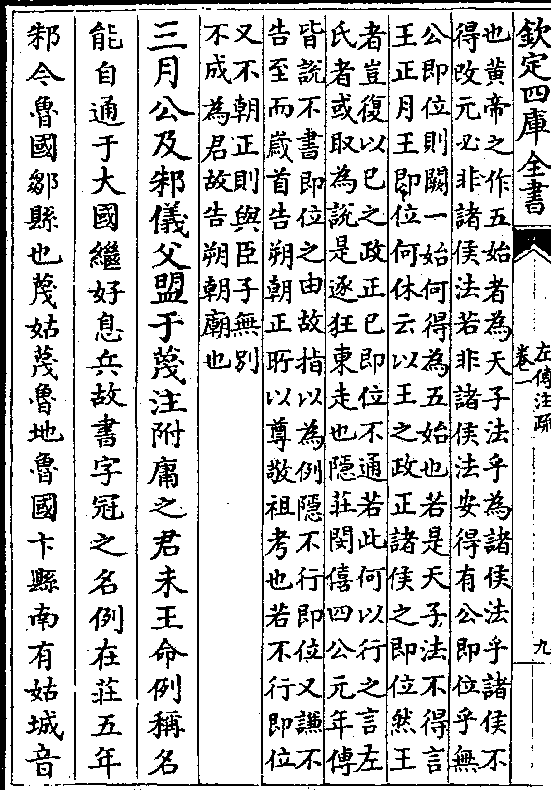 欽定四庫全書
左傳注疏
卷一
九
也黄帝之作五始者為天子法乎為諸侯法乎諸侯不
得改元必非諸侯法若非諸侯法安得有公即位乎無
公即位則闕一始何得為五始也若是天子法不得言
王正月王即位何休云以王之政正諸侯之即位然王
者豈復以已之政正已即位不通若此何以行之言左
氏者或取為説是逐狂東走也隱莊閔僖四公元年傳
皆説不書即位之由故指以為例隱不行即位又謙不
告至而嵗首告朔朝正所以尊敬祖考也若不行即位
又不朝正則與臣子無别
不成為君故告朔朝廟也
三月公及邾儀父盟于蔑注附庸之君未王命例稱名
能自通于大國繼好息兵故書字冠之名例在莊五年
邾今魯國鄒縣也蔑姑蔑魯地魯國卞縣南有姑城音